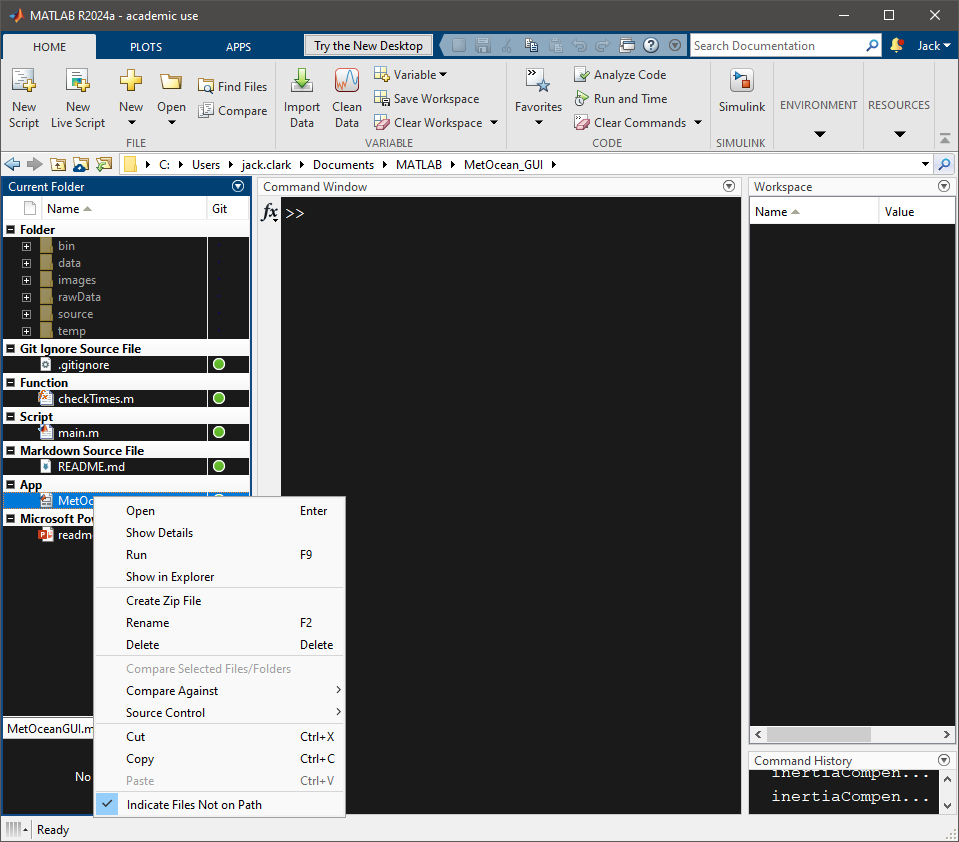 MATLAB R2024a - academic use
HOME PLOTS APPS Try the New Desktop Search Documentation Jack
New Script
New Live Script
New
Open
Find Files
Compare
FILE
Import Data
Clean Data
Variable
Save Workspace
Clear Workspace
VARIABLE
Favorites
Analyze Code
Run and Time
Clear Commands
CODE
Simulink
SIMULINK
ENVIRONMENT
RESOURCES
C: Users jack.clark Documents MATLAB MetOcean_GUI
Current Folder
Name Git
Folder
bin
data
images
rawData
source
temp
Git Ignore Source File
.gitignore
Function
checkTimes.m
Script
main.m
Markdown Source File
README.md
App
MetOc
Microsoft Pow
readm
MetOceanGUI.m
No
Open Enter
Show Details
Run F9
Show in Explorer
Create Zip File
Rename F2
Delete Delete
Compare Selected Files/Folders
Compare Against
Source Control
Cut Ctrl+X
Copy Ctrl+C
Paste Ctrl+V
Indicate Files Not on Path
Command Window
fx >>
Workspace
Name Value
Command History
inertiaCompen...
inertiaCompen...
Ready